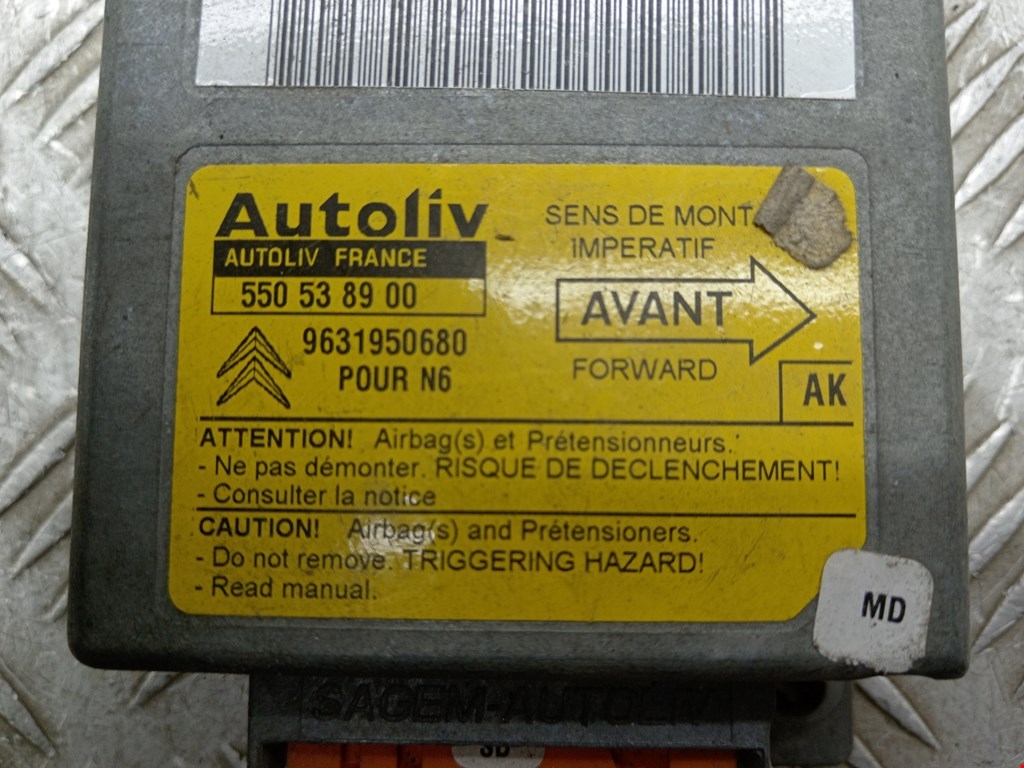 Autoliv
AUTOLIV FRANCE
550 53 89 00
9631950680
POUR N6
SENS DE MONT
IMPERATIF
AVANT
FORWARD
AK
ATTENTION! Airbag(s) et Prétensionneurs.
- Ne pas démonter. RISQUE DE DECLENCHEMENT!
- Consulter la notice
CAUTION! Airbag(s) and Prétensioners.
- Do not remove. TRIGGERING HAZARD!
- Read manual.
MD
SAGEM-AUTOLIV
SD